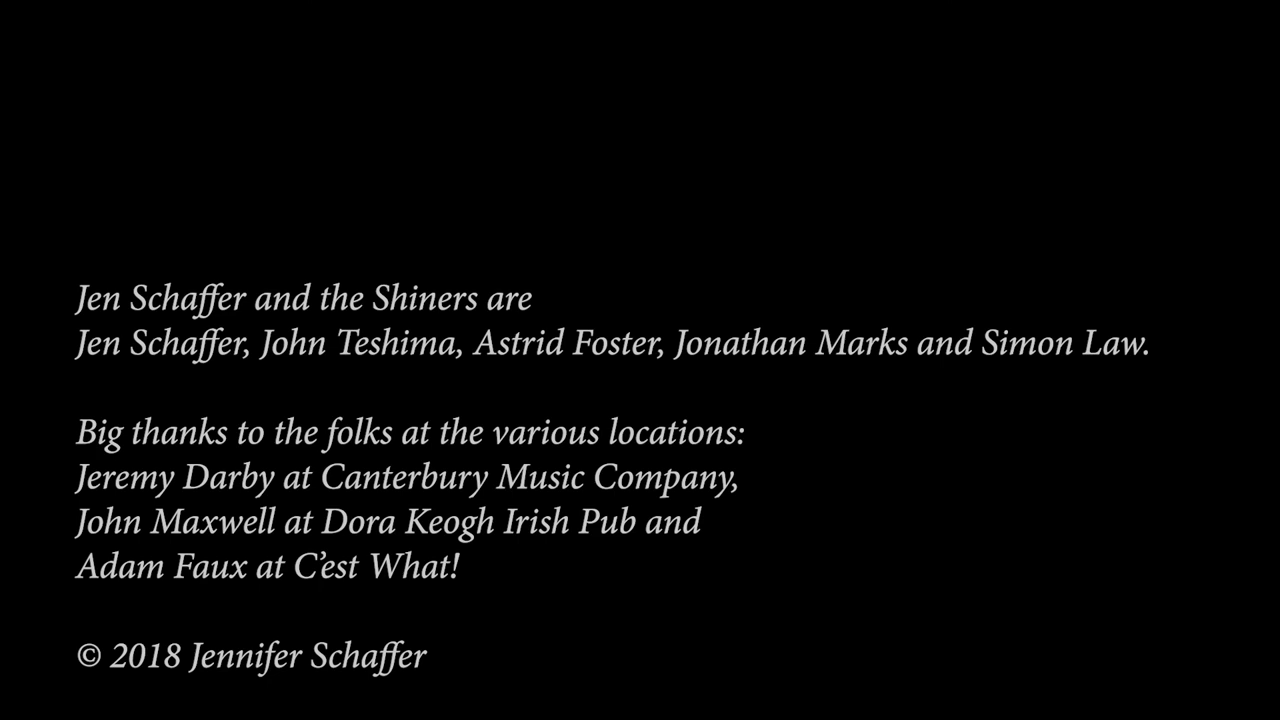 Jen Schaffer and the Shiners are
Jen Schaffer, John Teshima, Astrid Foster, Jonathan Marks and Simon Law.
Big thanks to the folks at the various locations:
Jeremy Darby at Canterbury Music Company,
John Maxwell at Dora Keogh Irish Pub and
Adam Faux at C’est What!
© 2018 Jennifer Schaffer